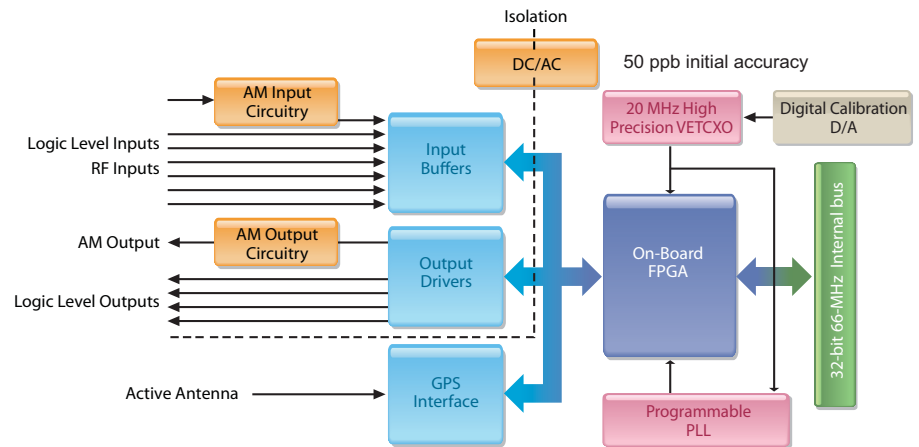 Isolation
DC/AC
50 ppb initial accuracy
AM Input
Circuitry
20 MHz High
Precision VETCXO
Digital Calibration
D/A
Logic Level Inputs
RF Inputs
Input
Buffers
AM Output
AM Output
Circuitry
Output
Drivers
On-Board
FPGA
32-bit 66-MHz Internal bus
Logic Level Outputs
Active Antenna
GPS
Interface
Programmable
PLL